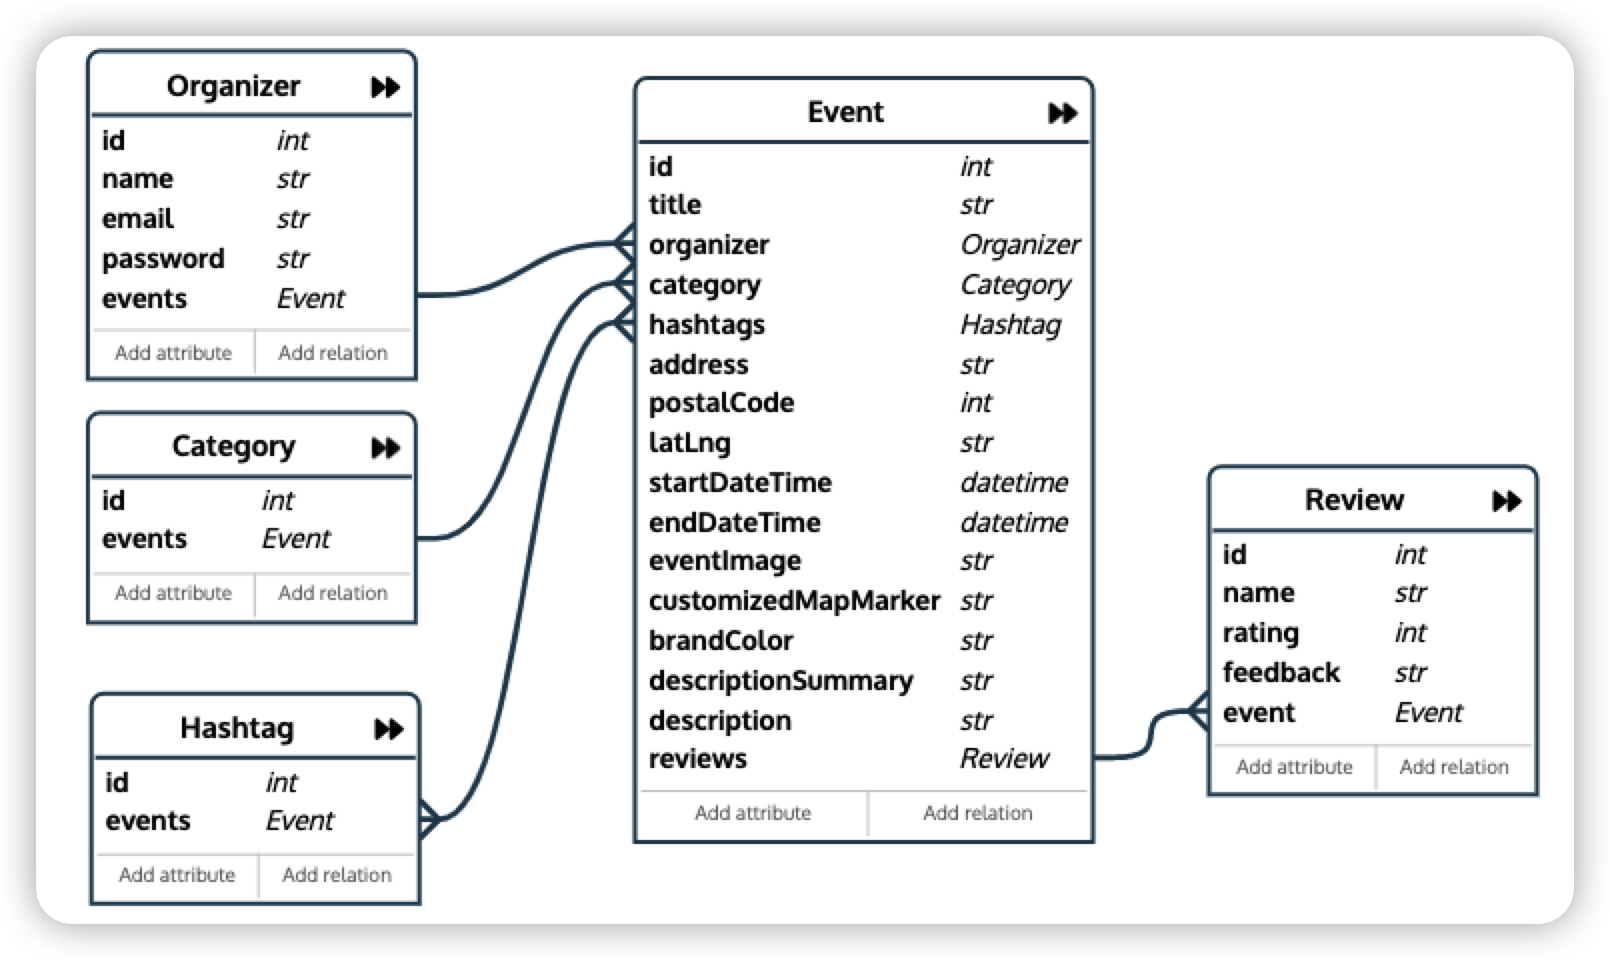 Organizer
id int
name str
email str
password str
events Event
Add attribute Add relation
Category
id int
events Event
Add attribute Add relation
Hashtag
id int
events Event
Add attribute Add relation
Event
id int
title str
organizer Organizer
category Category
hashtags Hashtag
address str
postalCode int
latLng str
startDateTime datetime
endDateTime datetime
eventImage str
customizedMapMarker str
brandColor str
descriptionSummary str
description str
reviews Review
Add attribute Add relation
Review
id int
name str
rating int
feedback str
event Event
Add attribute Add relation